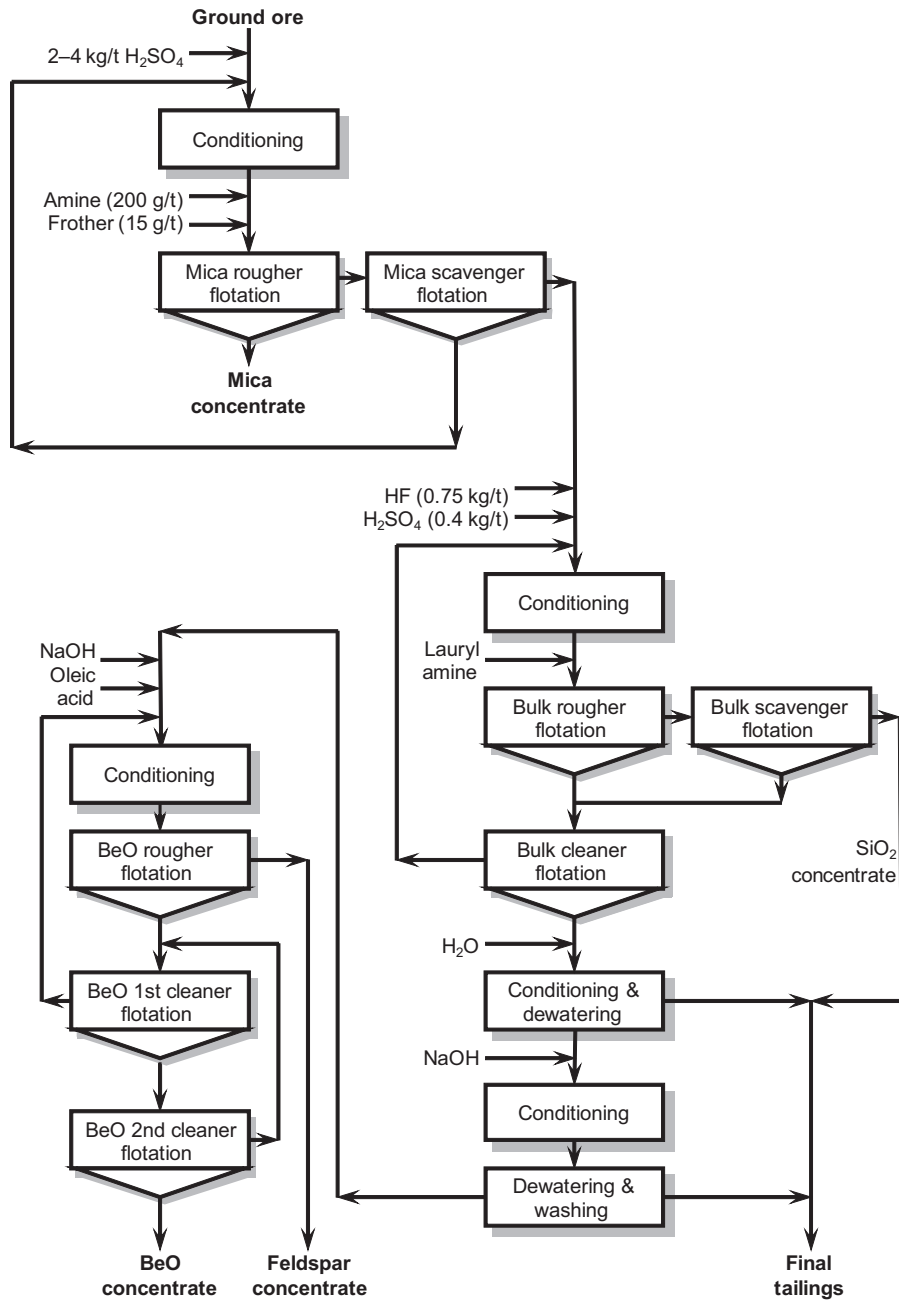 Ground ore
2–4 kg/t H₂SO₄
Conditioning
Amine (200 g/t)
Frother (15 g/t)
Mica rougher
flotation
Mica scavenger
flotation
Mica
concentrate
HF (0.75 kg/t)
H₂SO₄ (0.4 kg/t)
Conditioning
Lauryl
amine
Bulk rougher
flotation
Bulk scavenger
flotation
SiO₂
concentrate
Bulk cleaner
flotation
H₂O
Conditioning &
dewatering
NaOH
Conditioning
Dewatering &
washing
NaOH
Oleic
acid
Conditioning
BeO rougher
flotation
BeO 1st cleaner
flotation
BeO 2nd cleaner
flotation
BeO
concentrate
Feldspar
concentrate
Final
tailings